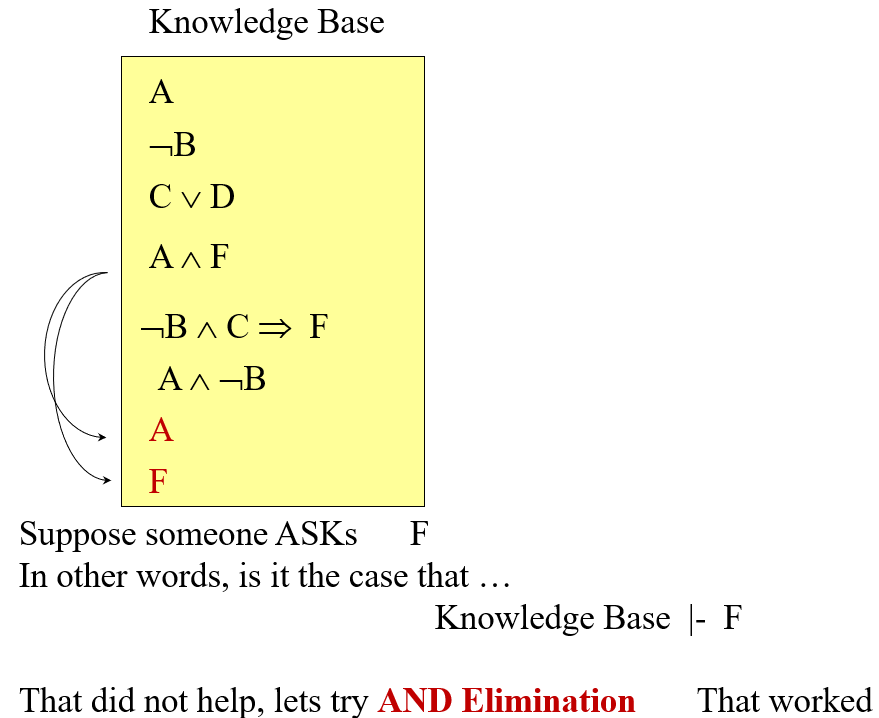 Knowledge Base
A
¬B
C ∨ D
A ∧ F
¬B ∧ C ⇒ F
A ∧ ¬B
A
F
Suppose someone ASKs F
In other words, is it the case that …
Knowledge Base |- F
That did not help, lets try AND Elimination That worked